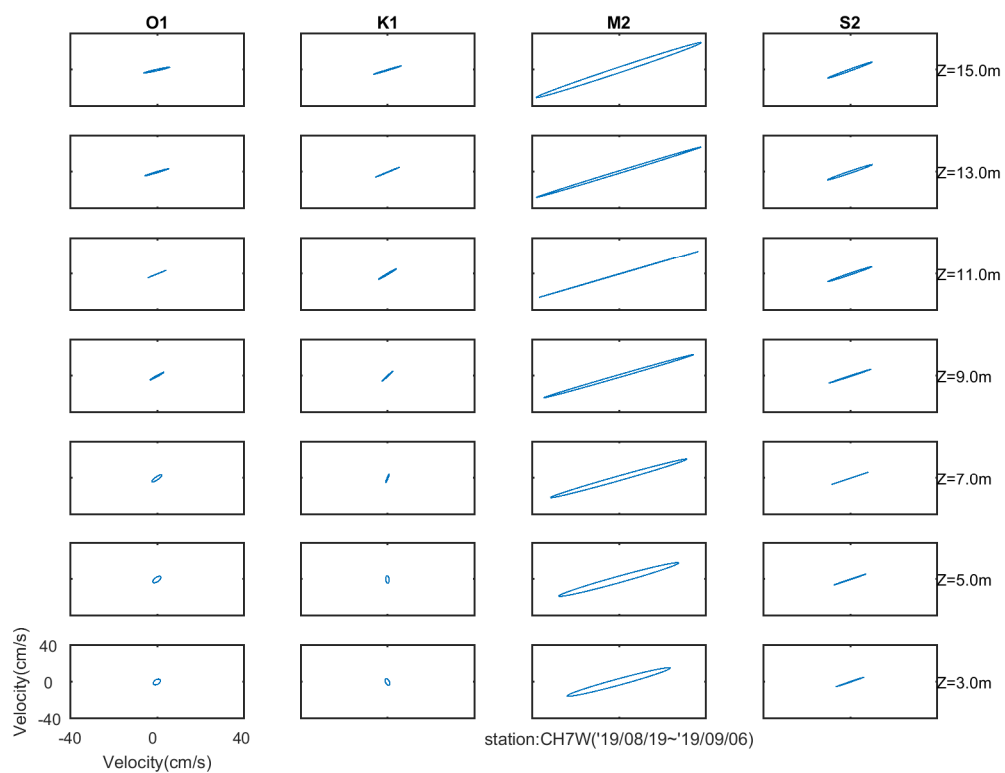 O1 K1 M2 S2
Z=15.0m
Z=13.0m
Z=11.0m
Z=9.0m
Z=7.0m
Z=5.0m
Z=3.0m
Velocity(cm/s)
40
0
-40
-40 0 40
Velocity(cm/s)
station:CH7W('19/08/19~'19/09/06)